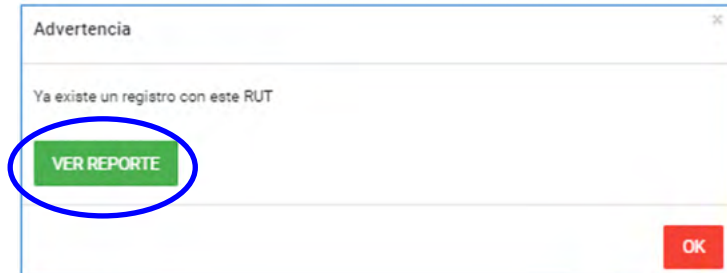 Advertencia
Ya existe un registro con este RUT
VER REPORTE
OK